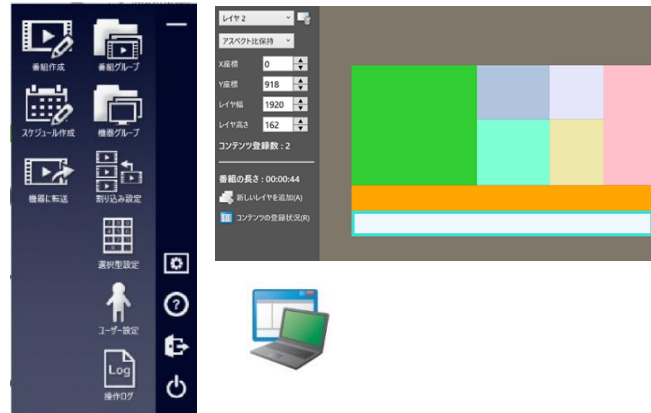 番組作成
番組グループ
スケジュール作成
機器グループ
機器に転送
割り込み設定
選択型設定
ユーザー設定
Log
操作ログ
レイヤ 2
アスペクト比保持
X座標 0
Y座標 918
レイヤ幅 1920
レイヤ高さ 162
コンテンツ登録数 : 2
番組の長さ : 00:00:44
新しいレイヤを追加(A)
コンテンツの登録状況(R)